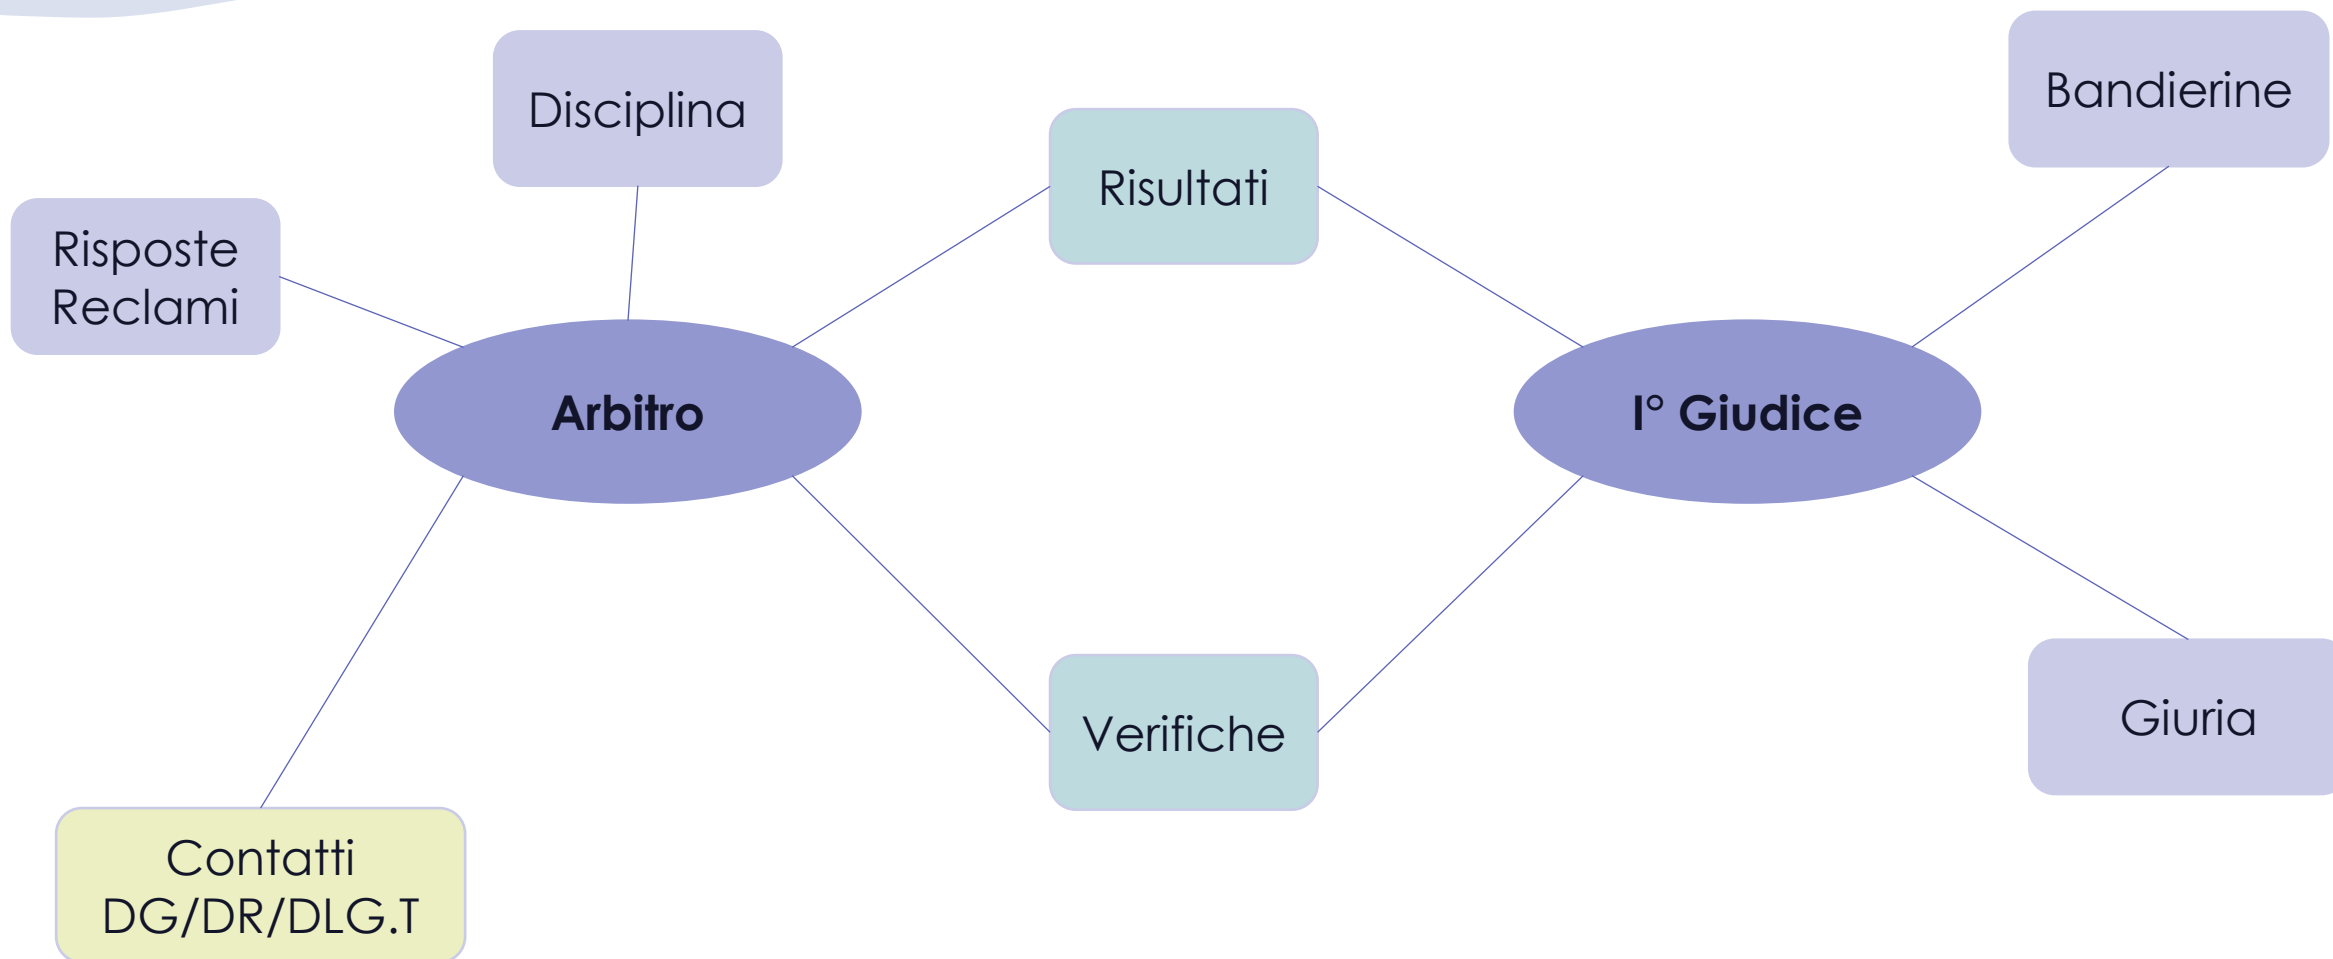 Disciplina
Bandierine
Risultati
Risposte
Reclami
Arbitro
I° Giudice
Verifiche
Giuria
Contatti
DG/DR/DLG.T